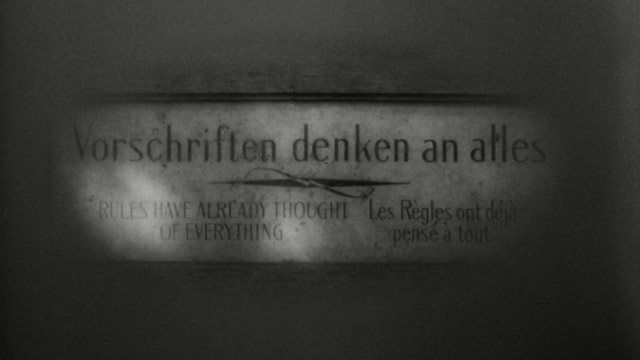 Vorschriften denken an alles
RULES HAVE ALREADY THOUGHT
OF EVERYTHING
Les Règles ont déjà
pensé à tout